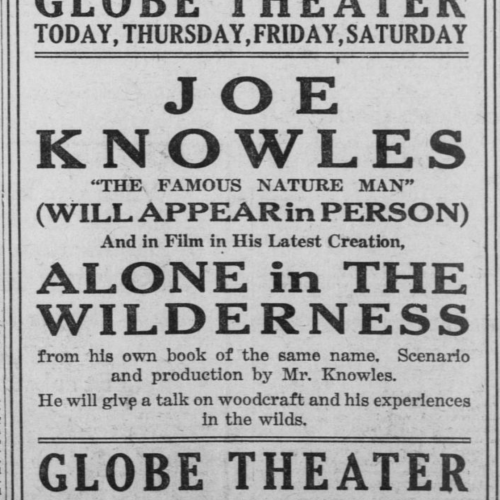 GLOBE THEATER
TODAY, THURSDAY, FRIDAY, SATURDAY
JOE
KNOWLES
"THE FAMOUS NATURE MAN"
(WILL APPEAR in PERSON)
And in Film in His Latest Creation,
ALONE in THE
WILDERNESS
from his own book of the same name. Scenario
and production by Mr. Knowles.
He will give a talk on woodcraft and his experiences
in the wilds.
GLOBE THEATER